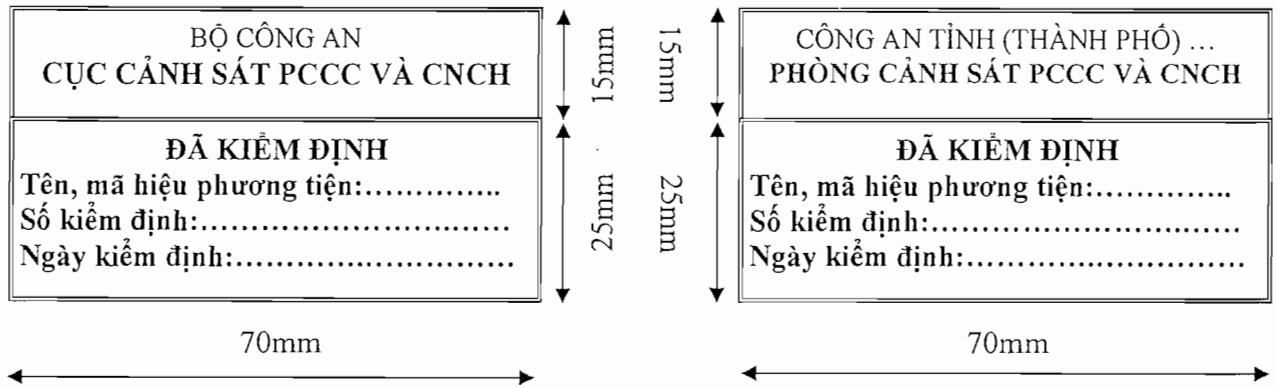 BỘ CÔNG AN
CỤC CẢNH SÁT PCCC VÀ CNCH
ĐÃ KIỂM ĐỊNH
Tên, mã hiệu phương tiện:..............
Số kiểm định:..............................
Ngày kiểm định:...........................
15mm
25mm
70mm
CÔNG AN TỈNH (THÀNH PHỐ) ...
PHÒNG CẢNH SÁT PCCC VÀ CNCH
ĐÃ KIỂM ĐỊNH
Tên, mã hiệu phương tiện:..............
Số kiểm định:..............................
Ngày kiểm định:...........................
15mm
25mm
70mm